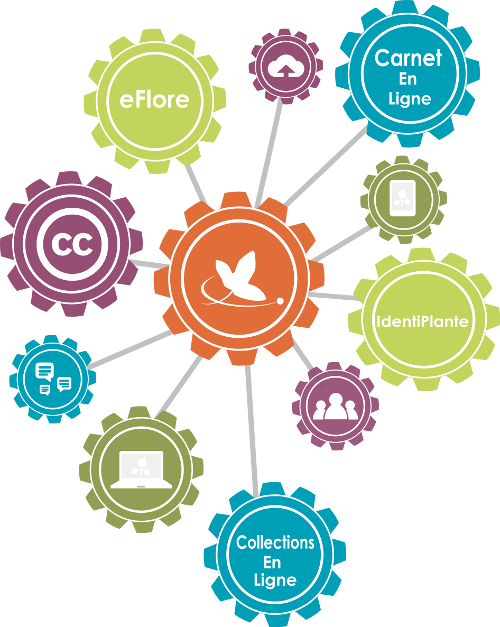 eFlore
Carnet
En
Ligne
CC
IdentiPlante
Collections
En
Ligne